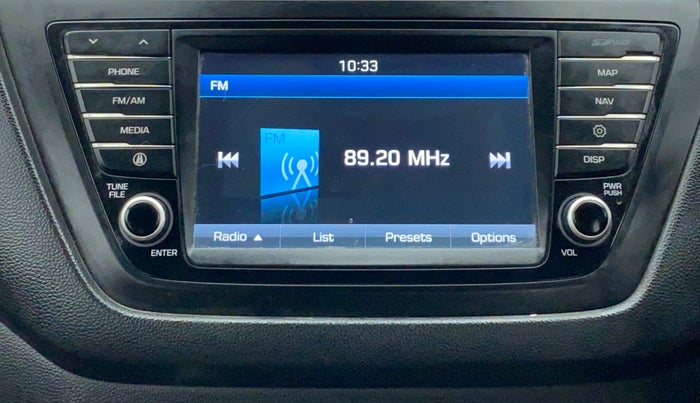 10:33
PHONE
MAP
FM
FM/AM
NAV
MEDIA
FM
89.20 MHz
DISP
TUNE
FILE
PWR
PUSH
Radio ▲ List Presets Options
ENTER
VOL